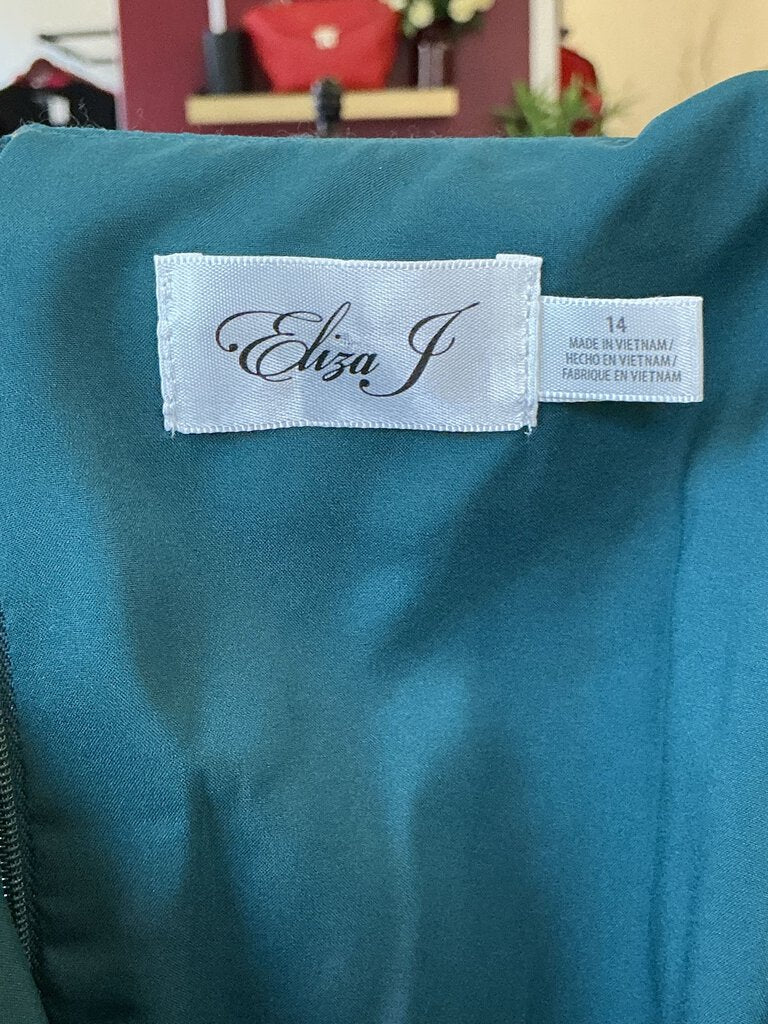 Eliza J
14
MADE IN VIETNAM /
HECHO EN VIETNAM /
FABRIQUE EN VIETNAM